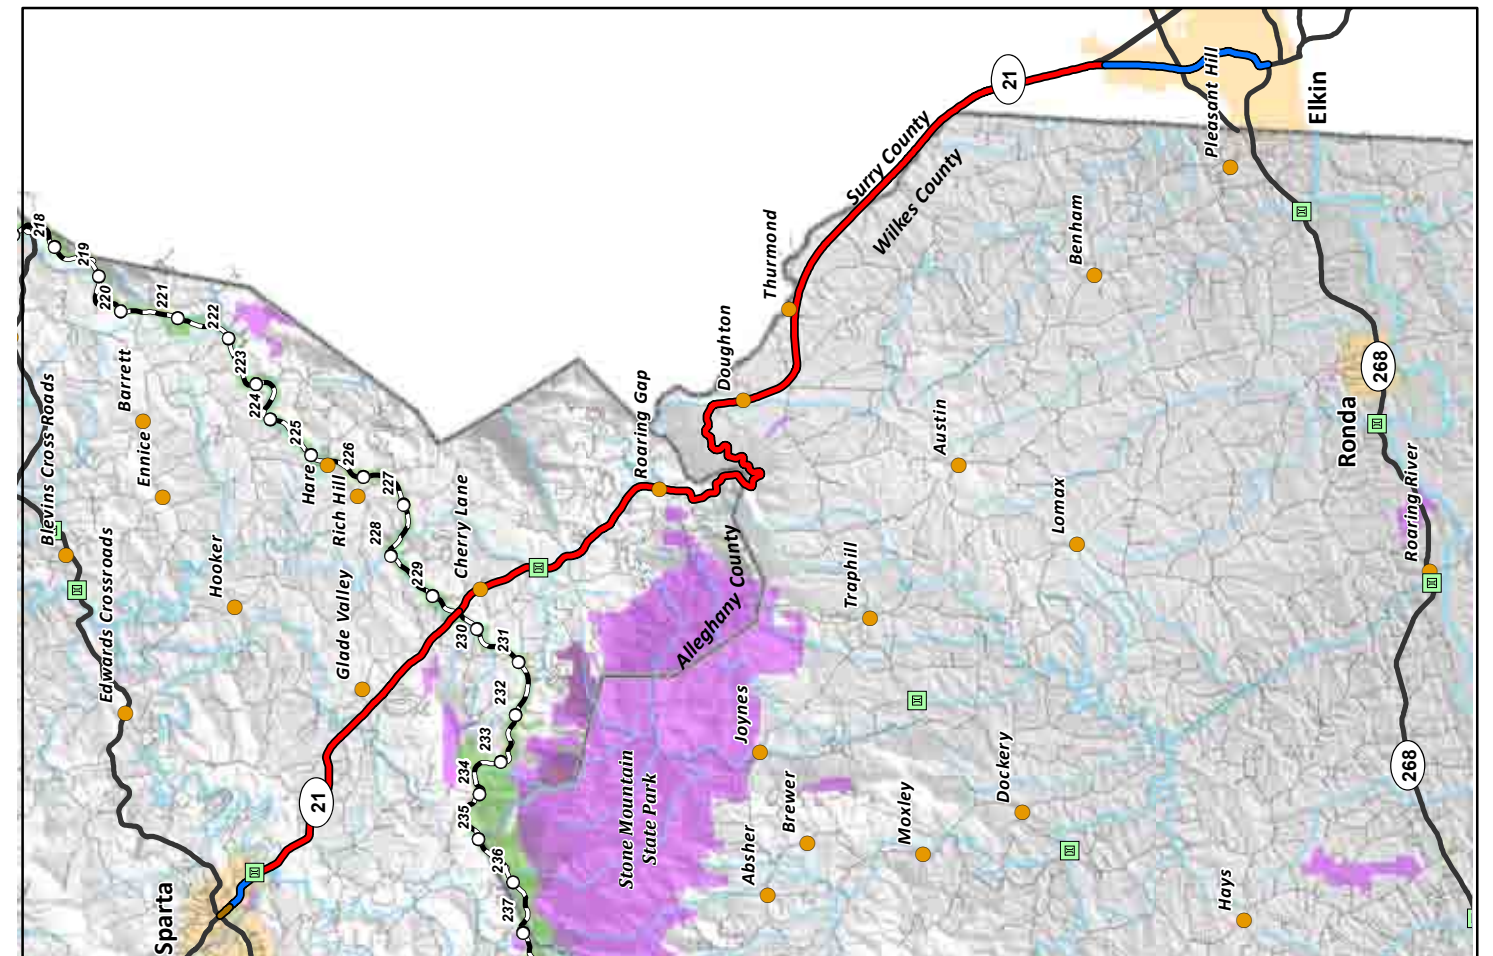 218
219
220
221
222
223
224
225
226
227
228
229
230
231
232
233
234
235
236
237
Blevins Cross Roads
Edwards Crossroads
Barrett
Ennice
Hooker
Hare
Rich Hill
Glade Valley
Cherry Lane
Roaring Gap
Doughton
Thurmond
Surry County
Wilkes County
Alleghany County
21
21
Sparta
Stone Mountain
State Park
Joynes
Absher
Brewer
Traphill
Moxley
Dockery
Austin
Lomax
Benham
Pleasant Hill
Elkin
Ronda
268
Roaring River
268
Hays